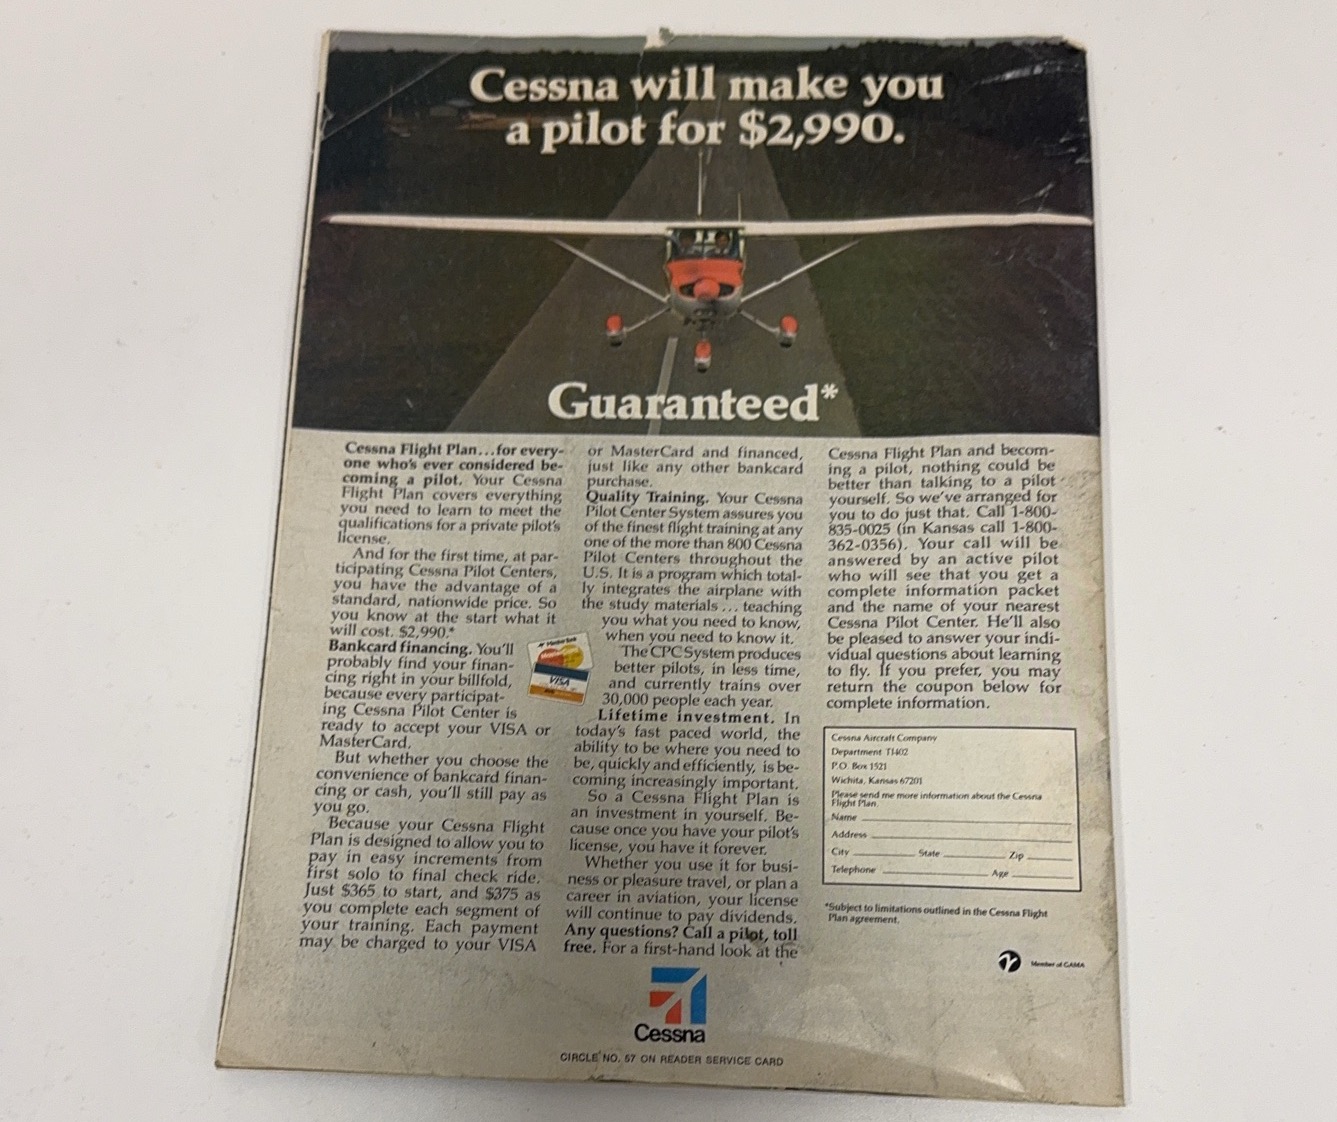 Cessna will make you
a pilot for $2,990.
Guaranteed*
Cessna Flight Plan...for every-
one who's ever considered be-
coming a pilot. Your Cessna
Flight Plan covers everything
you need to learn to meet the
qualifications for a private pilot's
license.
And for the first time, at par-
ticipating Cessna Pilot Centers,
you have the advantage of a
standard, nationwide price. So
you know at the start what it
will cost. $2,990.*
Bankcard financing. You'll
probably find your finan-
cing right in your billfold,
because every participat-
ing Cessna Pilot Center is
ready to accept your VISA or
MasterCard.
But whether you choose the
convenience of bankcard finan-
cing or cash, you'll still pay as
you go.
Because your Cessna Flight
Plan is designed to allow you to
pay in easy increments from
first solo to final check ride.
Just $365 to start, and $375 as
you complete each segment of
your training. Each payment
may be charged to your VISA
or MasterCard and financed,
just like any other bankcard
purchase.
Quality Training. Your Cessna
Pilot Center System assures you
of the finest flight training at any
one of the more than 800 Cessna
Pilot Centers throughout the
U.S. It is a program which total-
ly integrates the airplane with
the study materials ... teaching
you what you need to know,
when you need to know it.
The CPC System produces
better pilots, in less time,
and currently trains over
30,000 people each year.
VISA
Lifetime investment. In
today's fast paced world, the
ability to be where you need to
be, quickly and efficiently, is be-
coming increasingly important.
So a Cessna Flight Plan is
an investment in yourself. Be-
cause once you have your pilot's
license, you have it forever.
Whether you use it for busi-
ness or pleasure travel, or plan a
career in aviation, your license
will continue to pay dividends.
Any questions? Call a pilot, toll
free. For a first-hand look at the
Cessna Flight Plan and becom-
ing a pilot, nothing could be
better than talking to a pilot
yourself. So we've arranged for
you to do just that. Call 1-800-
835-0025 (in Kansas call 1-800-
362-0356). Your call will be
answered by an active pilot
who will see that you get a
complete information packet
and the name of your nearest
Cessna Pilot Center. He'll also
be pleased to answer your indi-
vidual questions about learning
to fly. If you prefer, you may
return the coupon below for
complete information.
Cessna Aircraft Company
Department
P.O. Box 1521
Wichita, Kansas 67201
Please send me more information about the Cessna
Flight Plan.
Name
Address
City State Zip
Telephone Age
*Subject to limitations outlined in the Cessna Flight
Plan agreement.
Member of GAMA
Cessna
CIRCLE NO. 57 ON READER SERVICE CARD